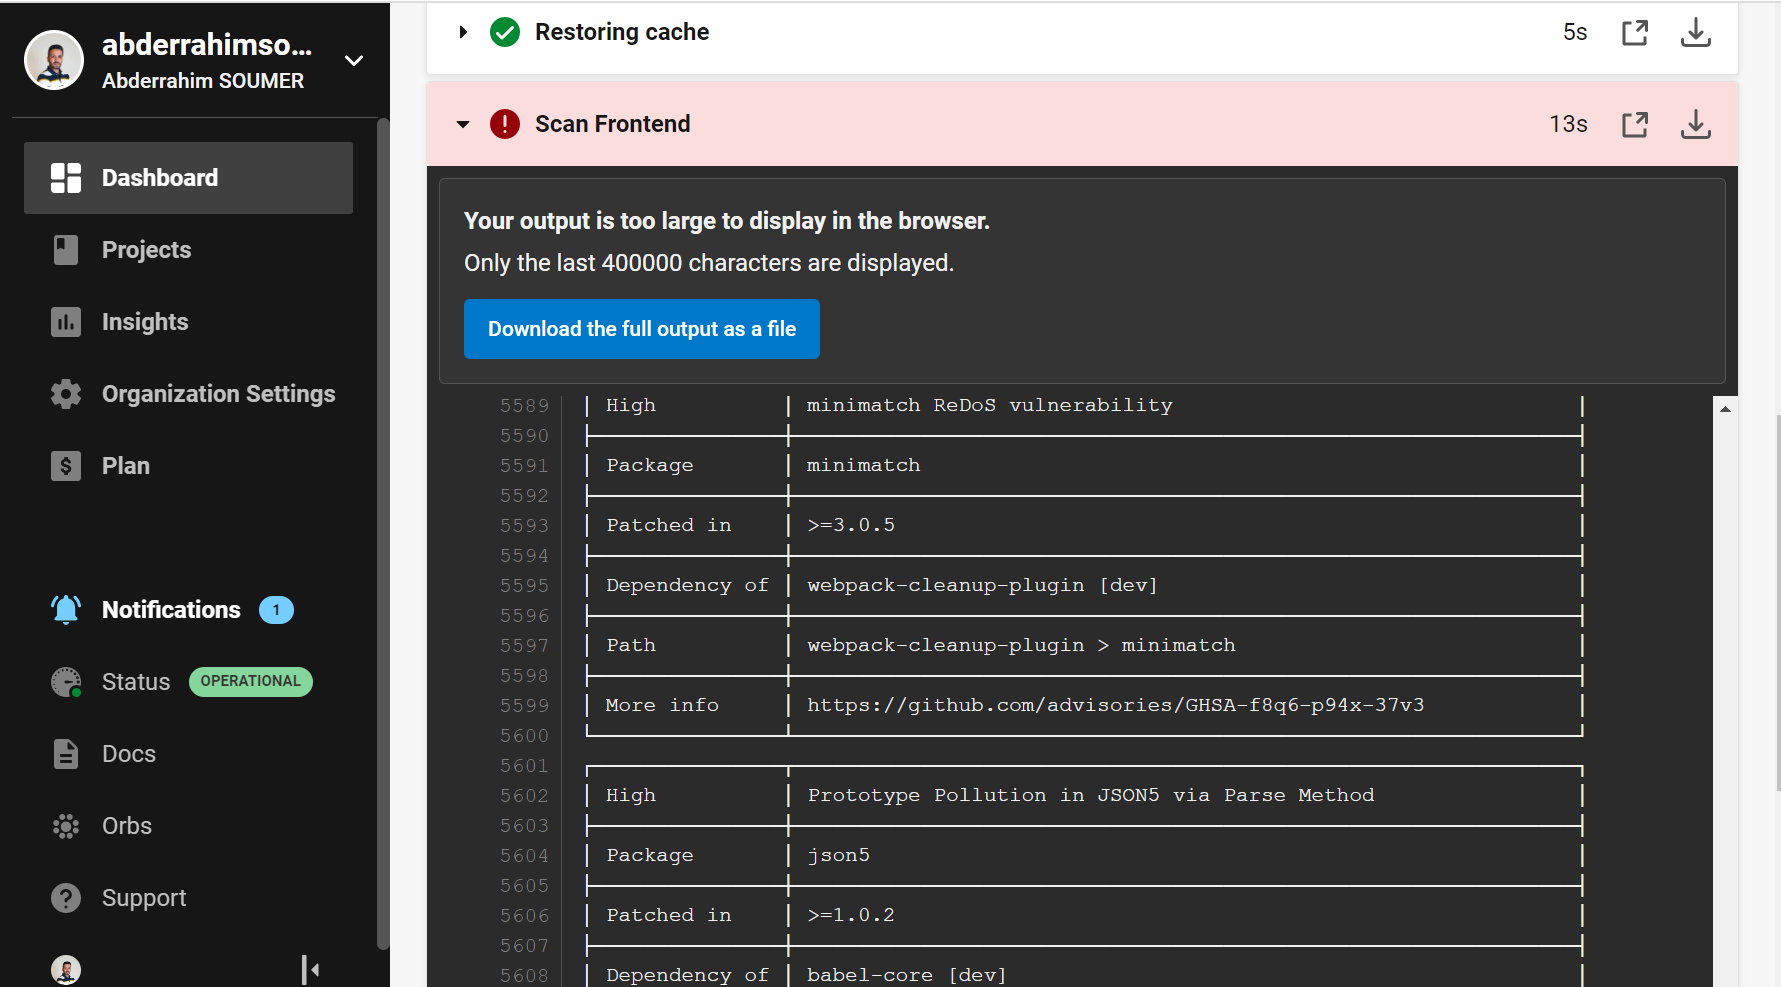 abderrahimso...
Abderrahim SOUMER
Dashboard
Projects
Insights
Organization Settings
Plan
Notifications 1
Status OPERATIONAL
Docs
Orbs
Support
Restoring cache 5s
Scan Frontend 13s
Your output is too large to display in the browser.
Only the last 400000 characters are displayed.
Download the full output as a file
5589 │ High │ minimatch ReDoS vulnerability │
5590
5591 │ Package │ minimatch │
5592
5593 │ Patched in │ >=3.0.5 │
5594
5595 │ Dependency of │ webpack-cleanup-plugin [dev] │
5596
5597 │ Path │ webpack-cleanup-plugin > minimatch │
5598
5599 │ More info │ https://github.com/advisories/GHSA-f8q6-p94x-37v3 │
5600
5601
5602 │ High │ Prototype Pollution in JSON5 via Parse Method │
5603
5604 │ Package │ json5 │
5605
5606 │ Patched in │ >=1.0.2 │
5607
5608 │ Dependency of │ babel-core [dev] │